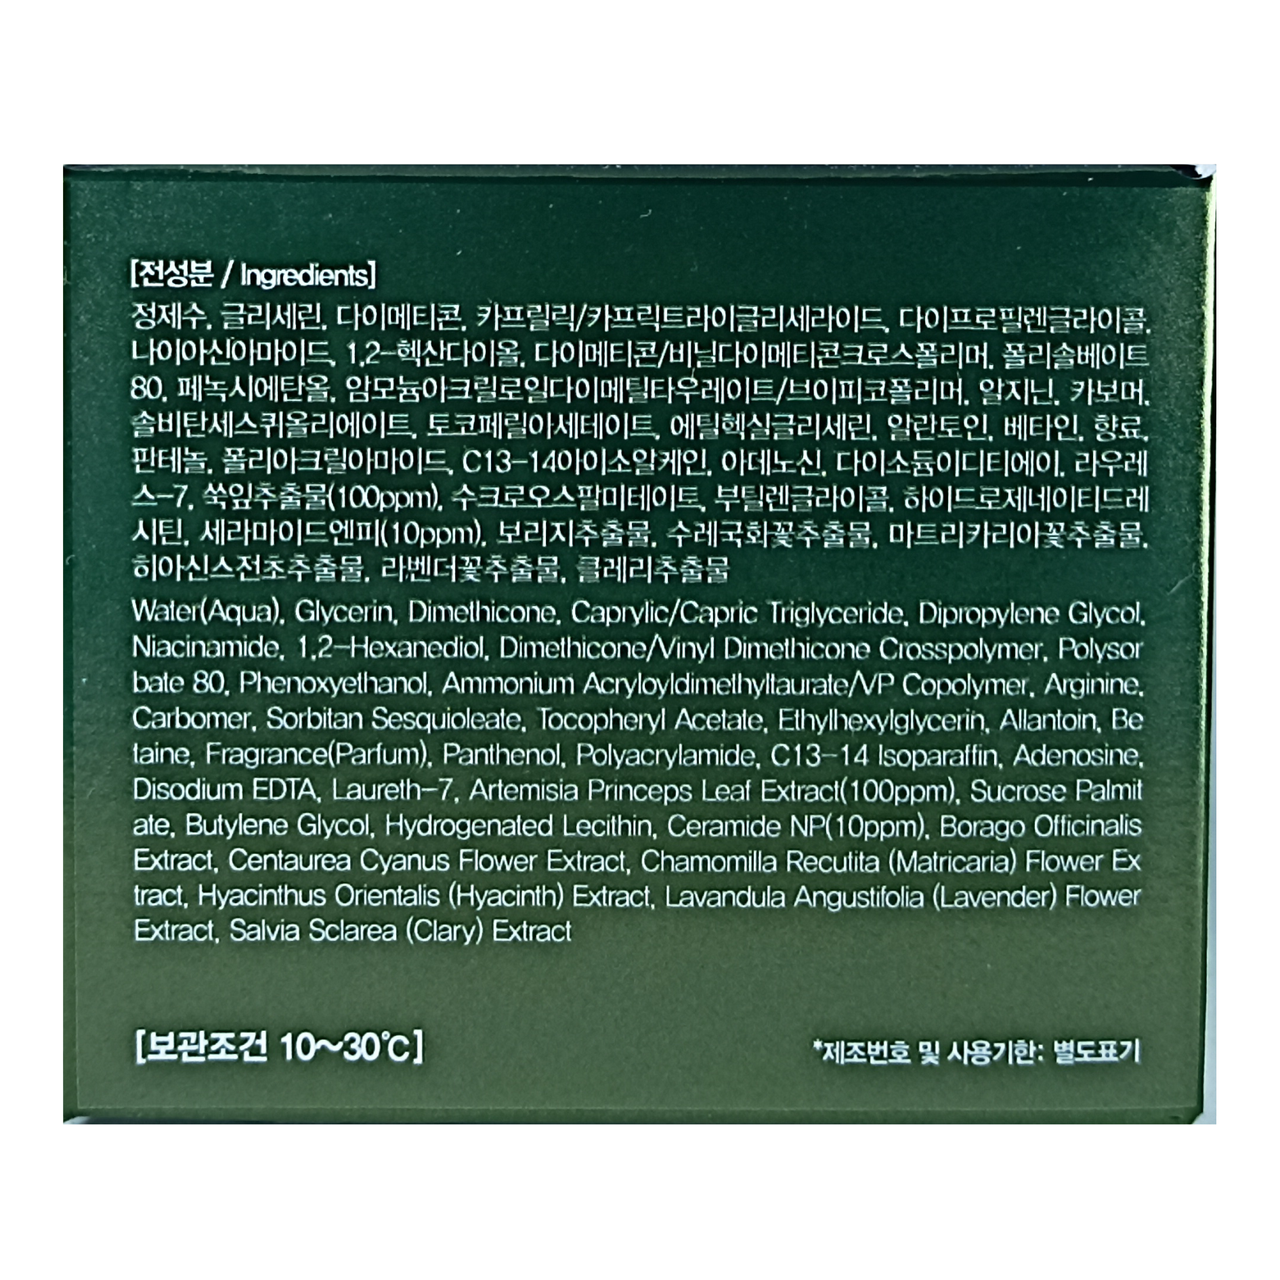 [전성분 / Ingredients]
정제수, 글리세린, 다이메티콘, 카프릴릭/카프릭트라이글리세라이드, 다이프로필렌글라이콜,
나이아신아마이드, 1,2-헥산다이올, 다이메티콘/비닐다이메티콘크로스폴리머, 폴리솔베이트
80, 페녹시에탄올, 암모늄아크릴로일다이메틸타우레이트/브이피코폴리머, 알지닌, 카보머,
솔비탄세스퀴올리에이트, 토코페릴아세테이트, 에틸헥실글리세린, 알란토인, 베타인, 향료,
판테놀, 폴리아크릴아마이드, C13-14아이소알케인, 아데노신, 다이소듐이디티에이, 라우레
스-7, 쑥잎추출물(100ppm), 수크로오스팔미테이트, 부틸렌글라이콜, 하이드로제네이티드레
시틴, 세라마이드엔피(10ppm), 보리지추출물, 수레국화꽃추출물, 마트리카리아꽃추출물,
히아신스전초추출물, 라벤더꽃추출물, 클레리추출물
Water(Aqua), Glycerin, Dimethicone, Caprylic/Capric Triglyceride, Dipropylene Glycol,
Niacinamide, 1,2-Hexanediol, Dimethicone/Vinyl Dimethicone Crosspolymer, Polysor
bate 80, Phenoxyethanol, Ammonium Acryloyldimethyltaurate/VP Copolymer, Arginine,
Carbomer, Sorbitan Sesquioleate, Tocopheryl Acetate, Ethylhexylglycerin, Allantoin, Be
taine, Fragrance(Parfum), Panthenol, Polyacrylamide, C13-14 Isoparaffin, Adenosine,
Disodium EDTA, Laureth-7, Artemisia Princeps Leaf Extract(100ppm), Sucrose Palmit
ate, Butylene Glycol, Hydrogenated Lecithin, Ceramide NP(10ppm), Borago Officinalis
Extract, Centaurea Cyanus Flower Extract, Chamomilla Recutita (Matricaria) Flower Ex
tract, Hyacinthus Orientalis (Hyacinth) Extract, Lavandula Angustifolia (Lavender) Flower
Extract, Salvia Sclarea (Clary) Extract
[보관조건 10~30℃]
*제조번호 및 사용기한: 별도표기